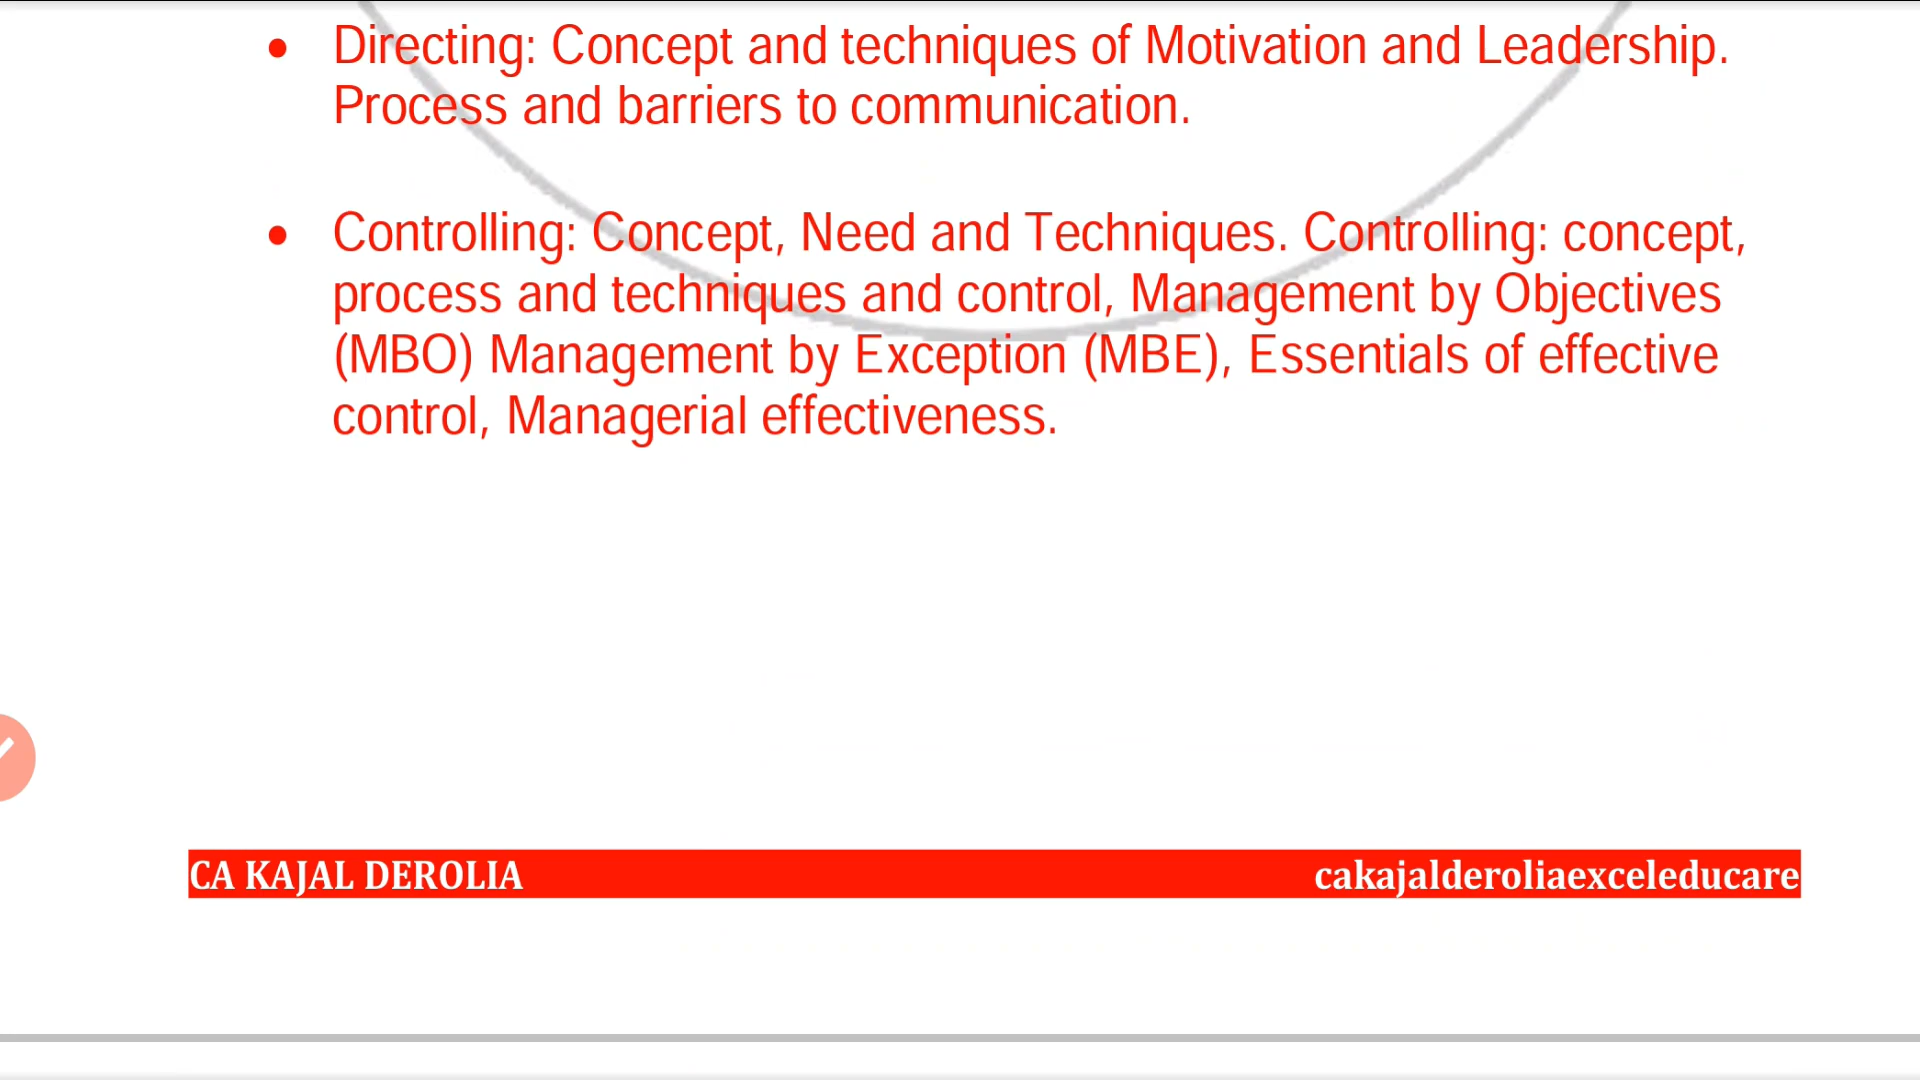 • Directing: Concept and techniques of Motivation and Leadership.
Process and barriers to communication.
• Controlling: Concept, Need and Techniques. Controlling: concept,
process and techniques and control, Management by Objectives
(MBO) Management by Exception (MBE), Essentials of effective
control, Managerial effectiveness.
CA KAJAL DEROLIA cakajalderoliaexceleducare